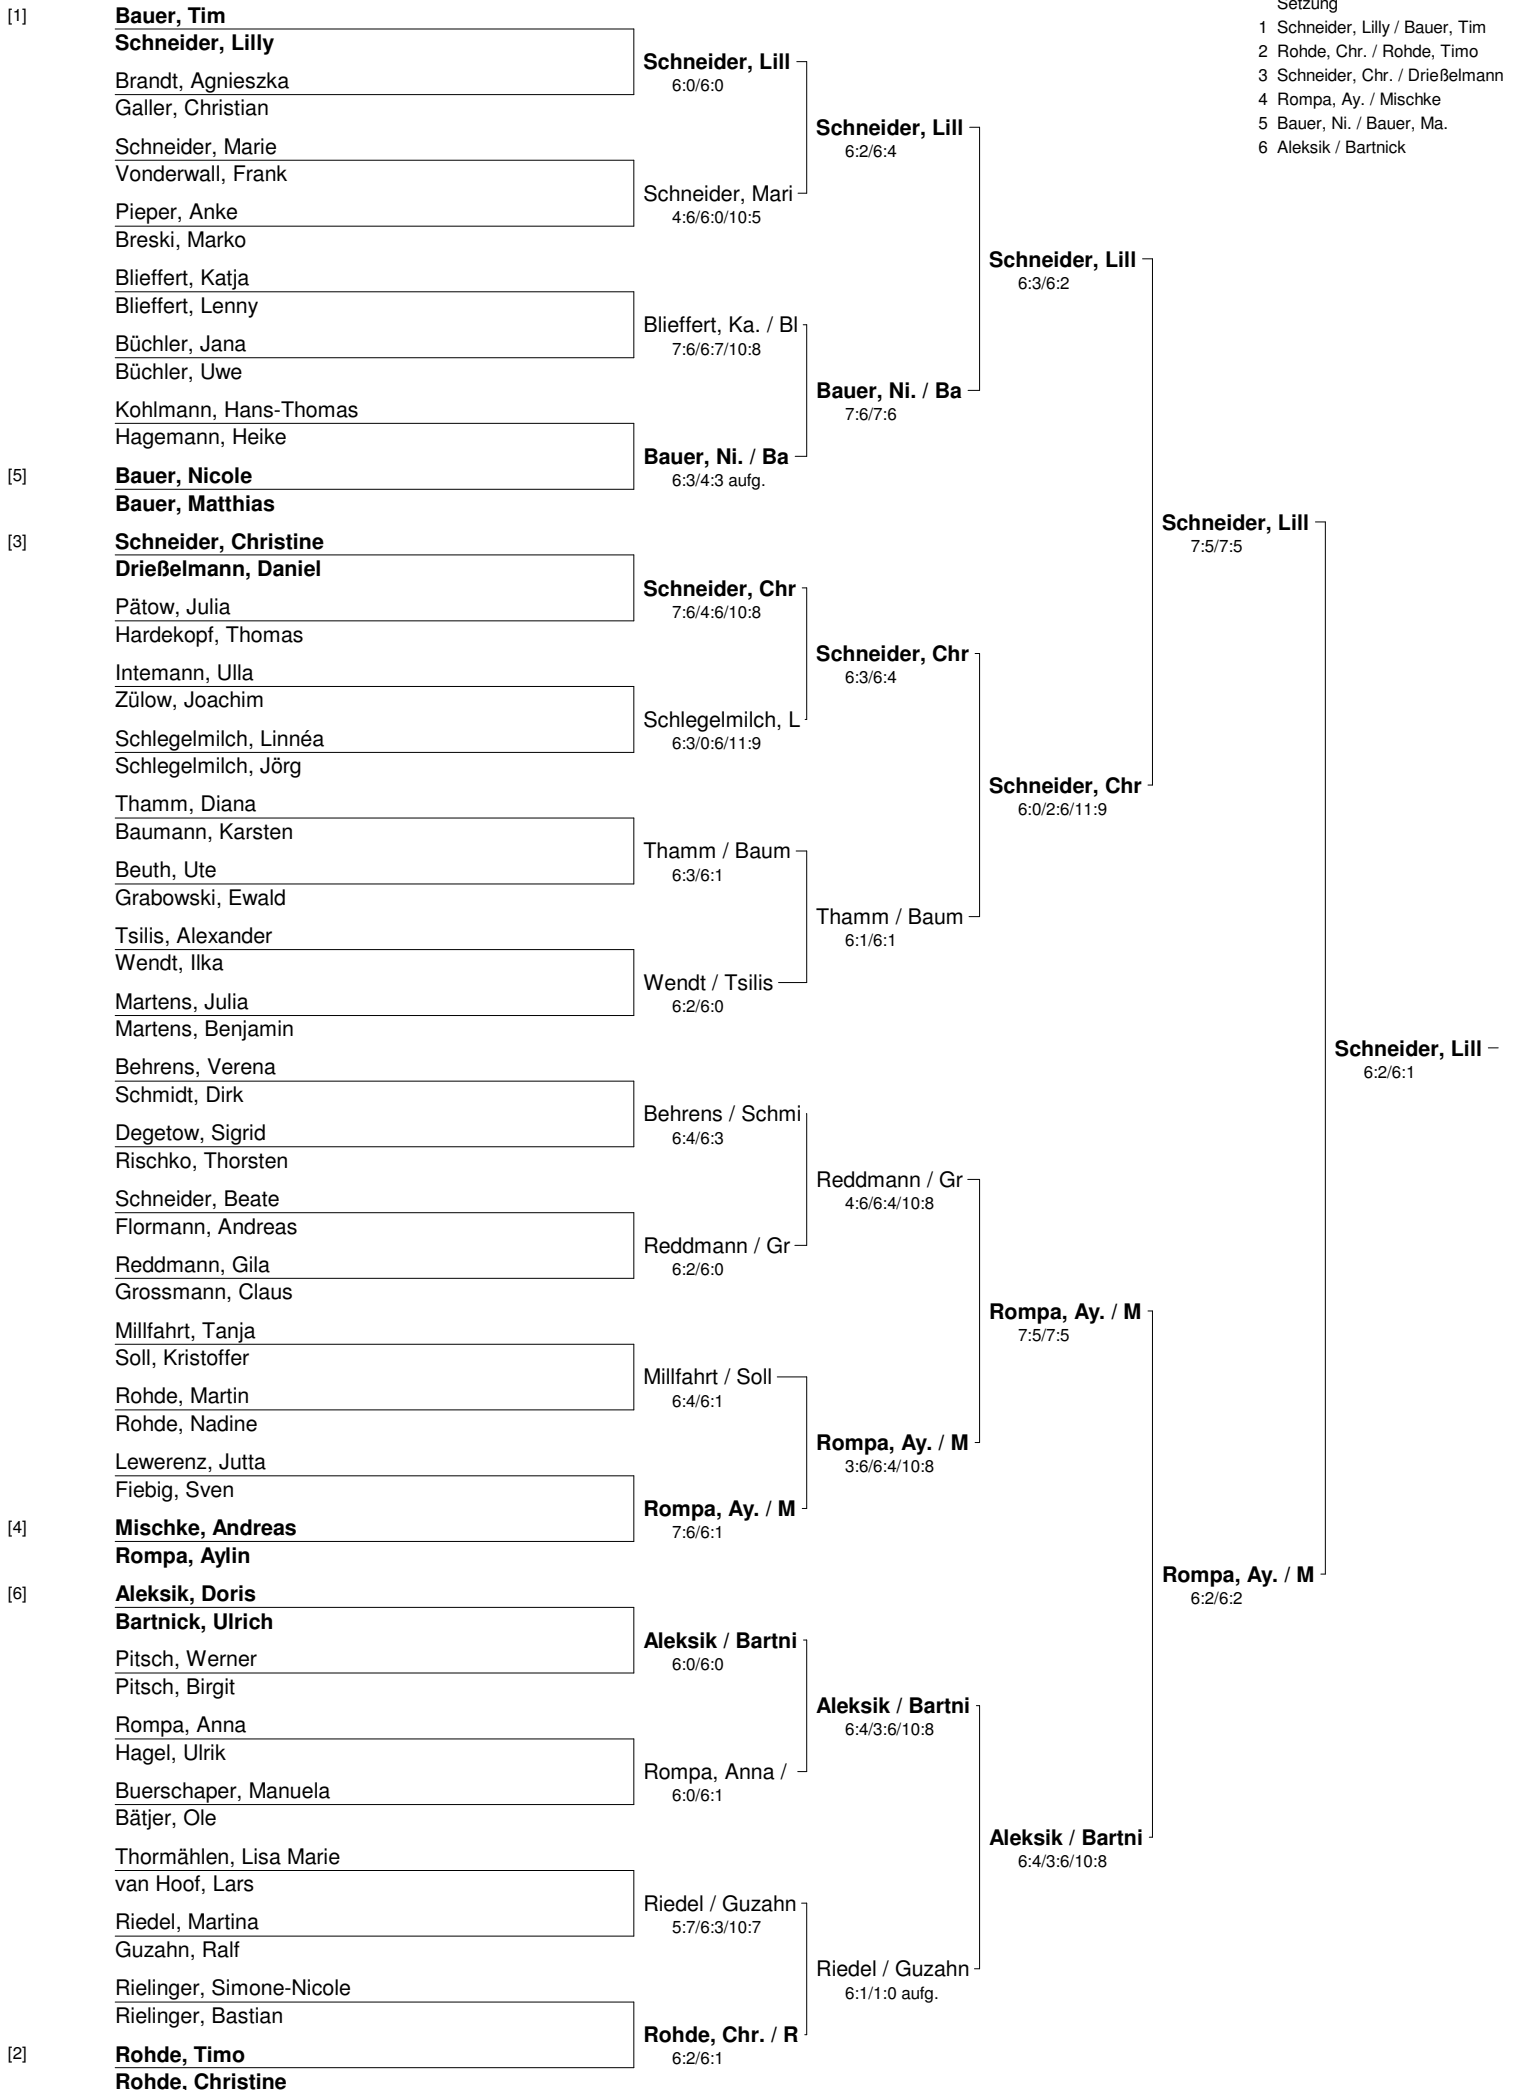 Setzung
[1] Bauer, Tim
1 Schneider, Lilly / Bauer, Tim
Schneider, Lilly
2 Rohde, Chr. / Rohde, Timo
Schneider, Lill
3 Schneider, Chr. / Drießelmann
Brandt, Agnieszka
6:0/6:0
4 Rompa, Ay. / Mischke
Galler, Christian
5 Bauer, Ni. / Bauer, Ma.
Schneider, Lill
6 Aleksik / Bartnick
Schneider, Marie
6:2/6:4
Vonderwall, Frank
Schneider, Mari
Pieper, Anke
4:6/6:0/10:5
Breski, Marko
Schneider, Lill
Blieffert, Katja
6:3/6:2
Blieffert, Lenny
Blieffert, Ka. / Bl
Büchler, Jana
7:6/6:7/10:8
Büchler, Uwe
Bauer, Ni. / Ba
Kohlmann, Hans-Thomas
7:6/7:6
Hagemann, Heike
Bauer, Ni. / Ba
[5] Bauer, Nicole
6:3/4:3 aufg.
Bauer, Matthias
Schneider, Lill
[3] Schneider, Christine
7:5/7:5
Drießelmann, Daniel
Schneider, Chr
Pätow, Julia
7:6/4:6/10:8
Hardekopf, Thomas
Schneider, Chr
Intemann, Ulla
6:3/6:4
Zülow, Joachim
Schlegelmilch, L
Schlegelmilch, Linnéa
6:3/0:6/11:9
Schlegelmilch, Jörg
Schneider, Chr
Thamm, Diana
6:0/2:6/11:9
Baumann, Karsten
Thamm / Baum
Beuth, Ute
6:3/6:1
Grabowski, Ewald
Thamm / Baum
Tsilis, Alexander
6:1/6:1
Wendt, Ilka
Wendt / Tsilis
Martens, Julia
6:2/6:0
Martens, Benjamin
Schneider, Lill
Behrens, Verena
6:2/6:1
Schmidt, Dirk
Behrens / Schmi
Degetow, Sigrid
6:4/6:3
Rischko, Thorsten
Reddmann / Gr
Schneider, Beate
4:6/6:4/10:8
Flormann, Andreas
Reddmann / Gr
Reddmann, Gila
6:2/6:0
Grossmann, Claus
Rompa, Ay. / M
Millfahrt, Tanja
7:5/7:5
Soll, Kristoffer
Millfahrt / Soll
Rohde, Martin
6:4/6:1
Rohde, Nadine
Rompa, Ay. / M
Lewerenz, Jutta
3:6/6:4/10:8
Fiebig, Sven
Rompa, Ay. / M
[4] Mischke, Andreas
7:6/6:1
Rompa, Aylin
Rompa, Ay. / M
[6] Aleksik, Doris
6:2/6:2
Bartnick, Ulrich
Aleksik / Bartni
Pitsch, Werner
6:0/6:0
Pitsch, Birgit
Aleksik / Bartni
Rompa, Anna
6:4/3:6/10:8
Hagel, Ulrik
Rompa, Anna /
Buerschaper, Manuela
6:0/6:1
Bätjer, Ole
Aleksik / Bartni
Thormählen, Lisa Marie
6:4/3:6/10:8
van Hoof, Lars
Riedel / Guzahn
Riedel, Martina
5:7/6:3/10:7
Guzahn, Ralf
Riedel / Guzahn
Rielinger, Simone-Nicole
6:1/1:0 aufg.
Rielinger, Bastian
Rohde, Chr. / R
[2] Rohde, Timo
6:2/6:1
Rohde, Christine